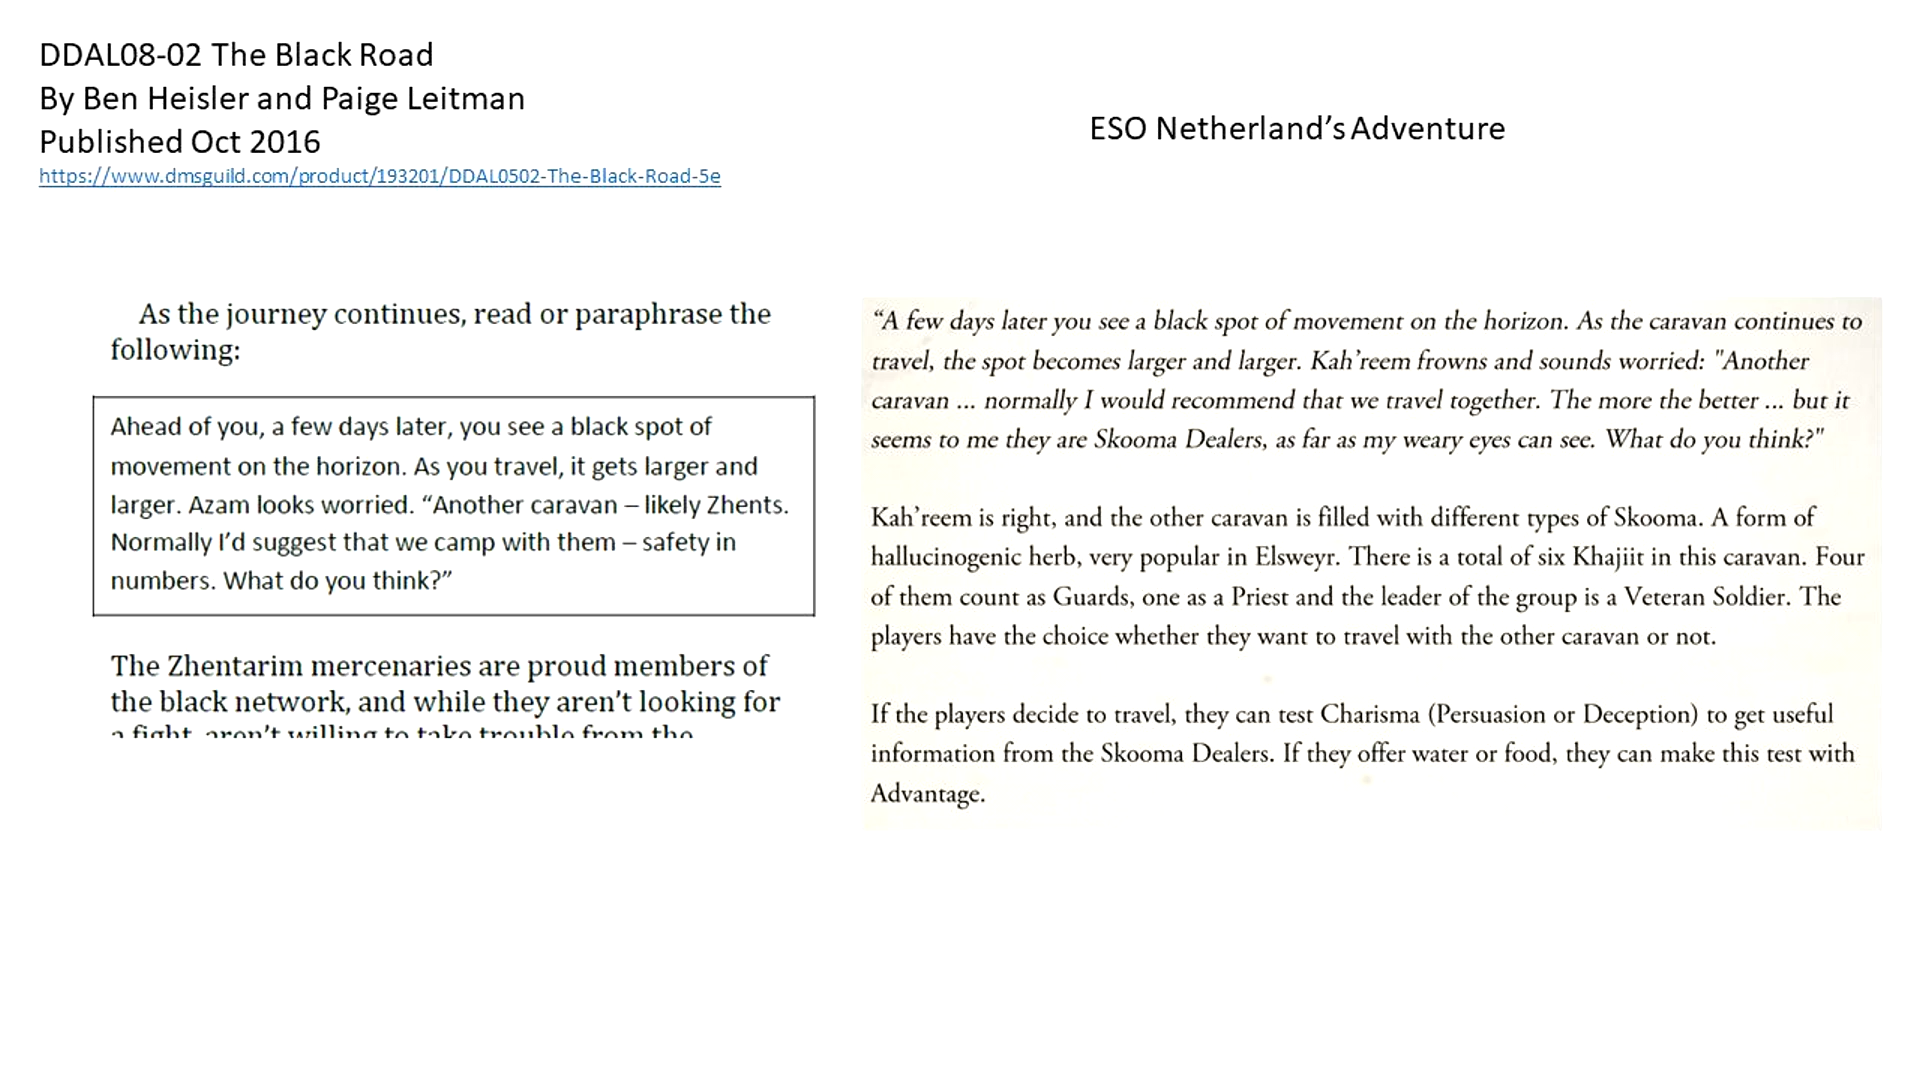 DDAL08-02 The Black Road
By Ben Heisler and Paige Leitman
Published Oct 2016
https://www.dmsguild.com/product/193201/DDAL0502-The-Black-Road-5e
ESO Netherland’s Adventure
As the journey continues, read or paraphrase the
following:
Ahead of you, a few days later, you see a black spot of
movement on the horizon. As you travel, it gets larger and
larger. Azam looks worried. “Another caravan – likely Zhents.
Normally I’d suggest that we camp with them – safety in
numbers. What do you think?”
The Zhentarim mercenaries are proud members of
the black network, and while they aren’t looking for
a fight, aren’t willing to take trouble from the
“A few days later you see a black spot of movement on the horizon. As the caravan continues to
travel, the spot becomes larger and larger. Kah’reem frowns and sounds worried: "Another
caravan ... normally I would recommend that we travel together. The more the better ... but it
seems to me they are Skooma Dealers, as far as my weary eyes can see. What do you think?"
Kah’reem is right, and the other caravan is filled with different types of Skooma. A form of
hallucinogenic herb, very popular in Elsweyr. There is a total of six Khajiit in this caravan. Four
of them count as Guards, one as a Priest and the leader of the group is a Veteran Soldier. The
players have the choice whether they want to travel with the other caravan or not.
If the players decide to travel, they can test Charisma (Persuasion or Deception) to get useful
information from the Skooma Dealers. If they offer water or food, they can make this test with
Advantage.